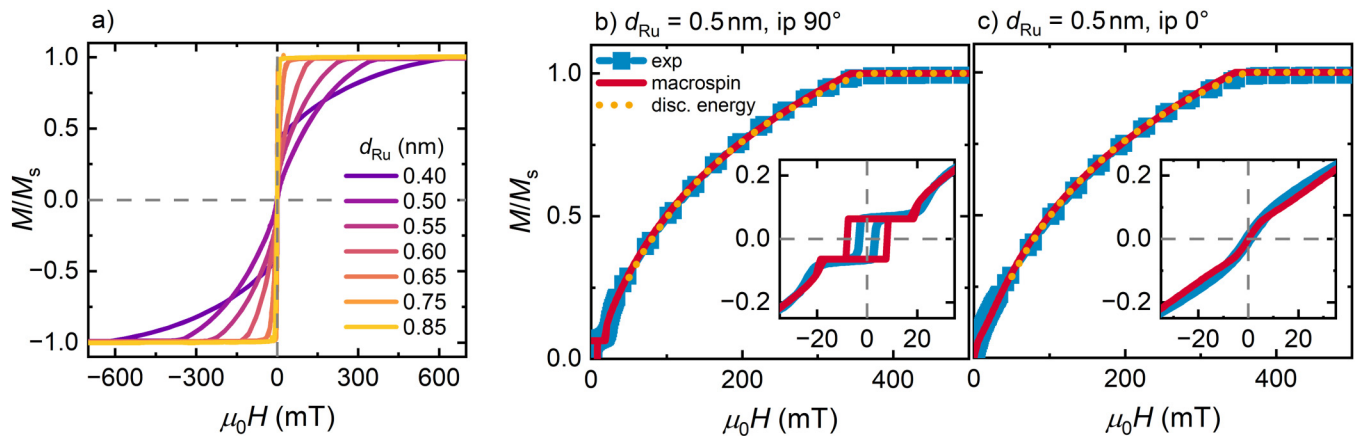 a)
1.0
0.5
0.0
−0.5
−1.0
M/Ms
dRu (nm)
0.40
0.50
0.55
0.60
0.65
0.75
0.85
−600 −300 0 300 600
μ0H (mT)
b) dRu = 0.5 nm, ip 90°
exp
macrospin
disc. energy
1.0
0.5
0.0
M/Ms
0.2
0.0
−0.2
−20 0 20
0 200 400
μ0H (mT)
c) dRu = 0.5 nm, ip 0°
0.2
0.0
−0.2
−20 0 20
0 200 400
μ0H (mT)